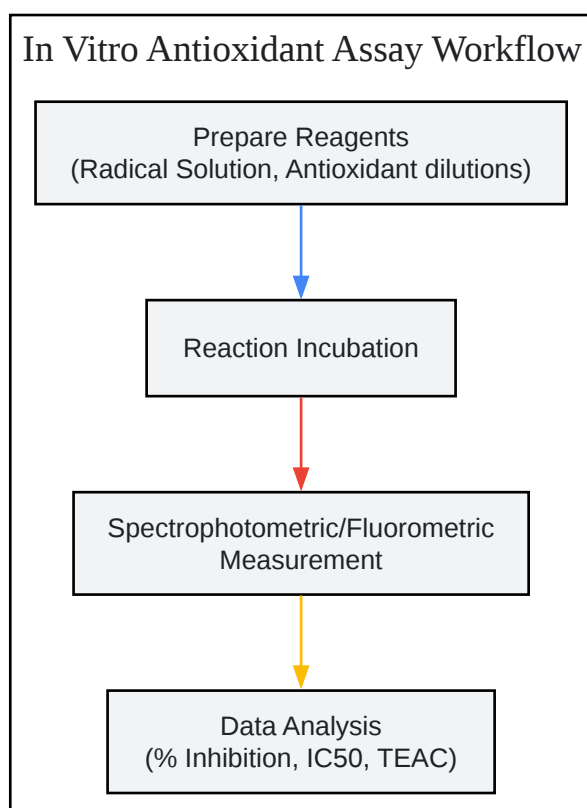 In Vitro Antioxidant Assay Workflow
Prepare Reagents
(Radical Solution, Antioxidant dilutions)
Reaction Incubation
Spectrophotometric/Fluorometric
Measurement
Data Analysis
(% Inhibition, IC50, TEAC)